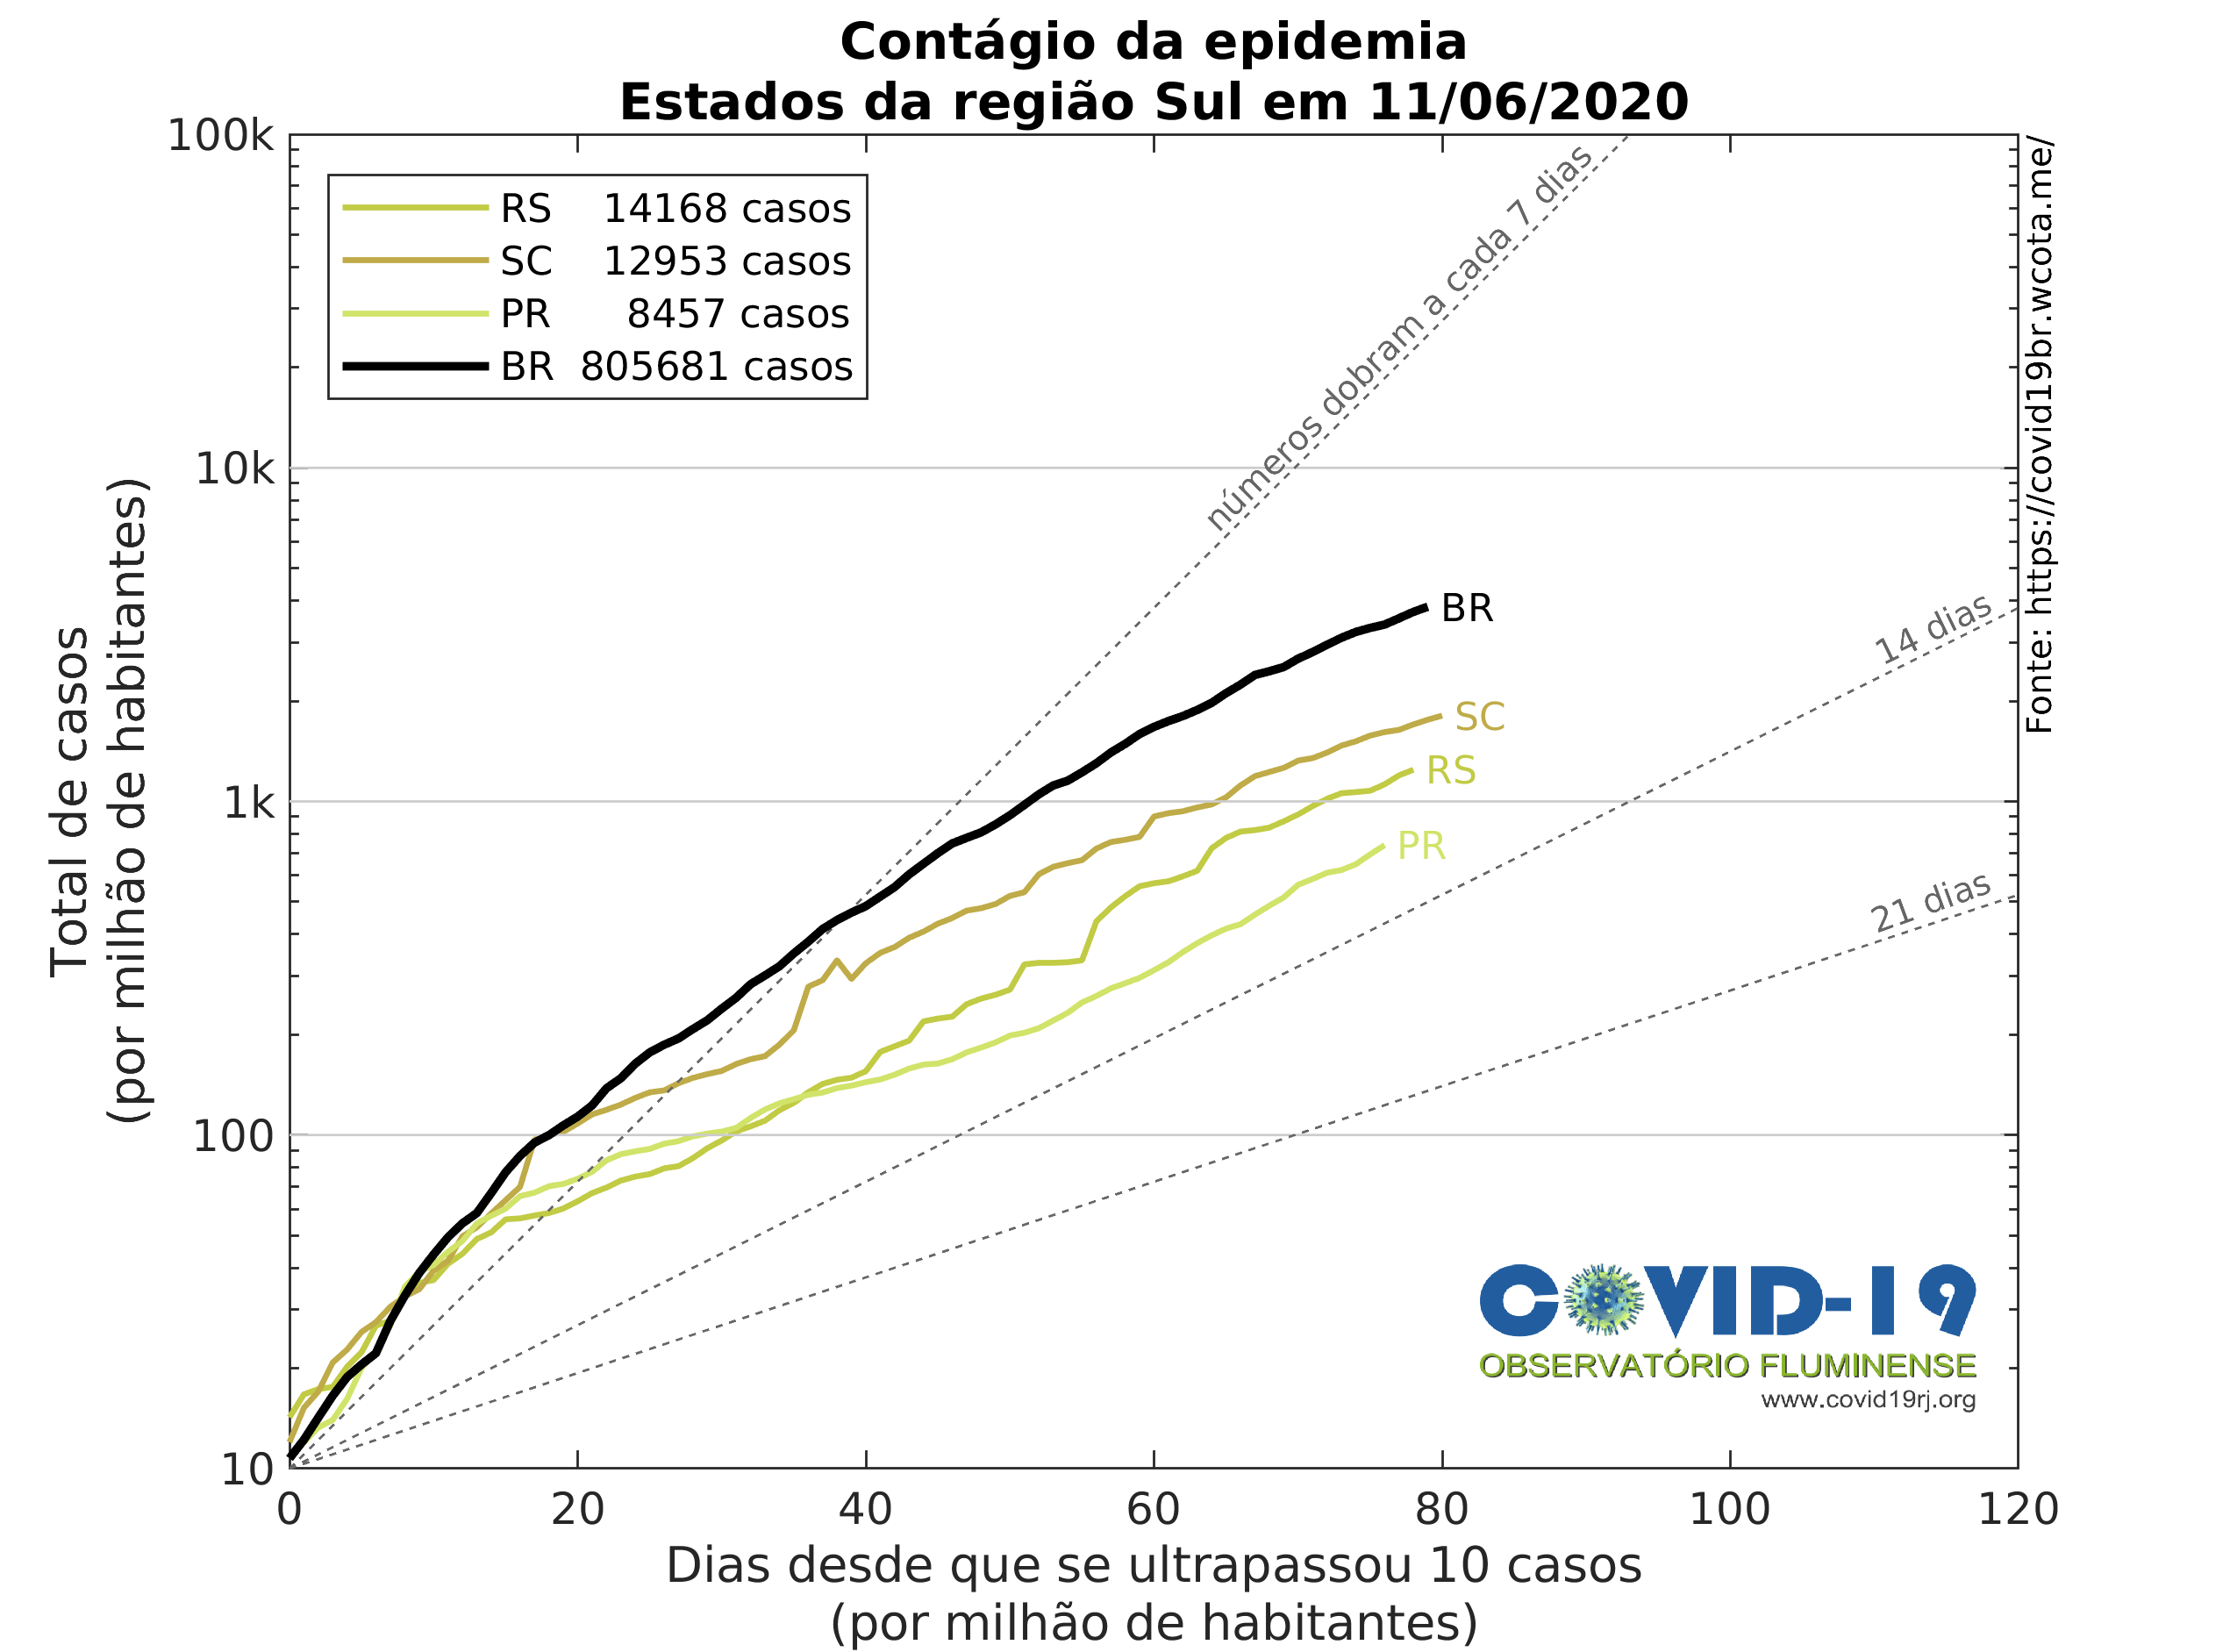 Contágio da epidemia
Estados da região Sul em 11/06/2020
100k
10k
1k
100
10
Total de casos
(por milhão de habitantes)
RS 14168 casos
SC 12953 casos
PR 8457 casos
BR 805681 casos
números dobram a cada 7 dias
14 dias
21 dias
BR
SC
RS
PR
Fonte: https://covid19br.wcota.me/
COVID-19
OBSERVATÓRIO FLUMINENSE
www.covid19rj.org
0 20 40 60 80 100 120
Dias desde que se ultrapassou 10 casos
(por milhão de habitantes)